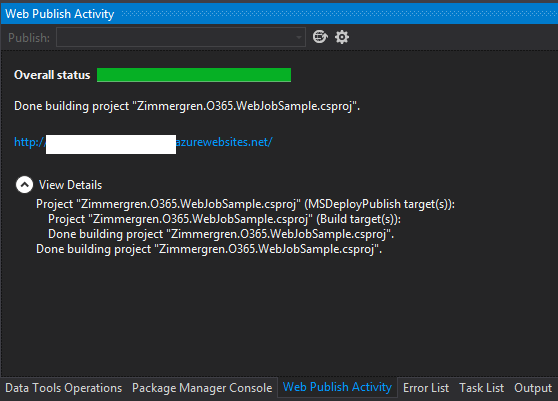 Web Publish Activity
Publish:
Overall status
Done building project "Zimmergren.O365.WebJobSample.csproj".
http:/ azurewebsites.net/
View Details
Project "Zimmergren.O365.WebJobSample.csproj" (MSDeployPublish target(s)):
Project "Zimmergren.O365.WebJobSample.csproj" (Build target(s)):
Done building project "Zimmergren.O365.WebJobSample.csproj".
Done building project "Zimmergren.O365.WebJobSample.csproj".
Data Tools Operations Package Manager Console Web Publish Activity Error List Task List Output